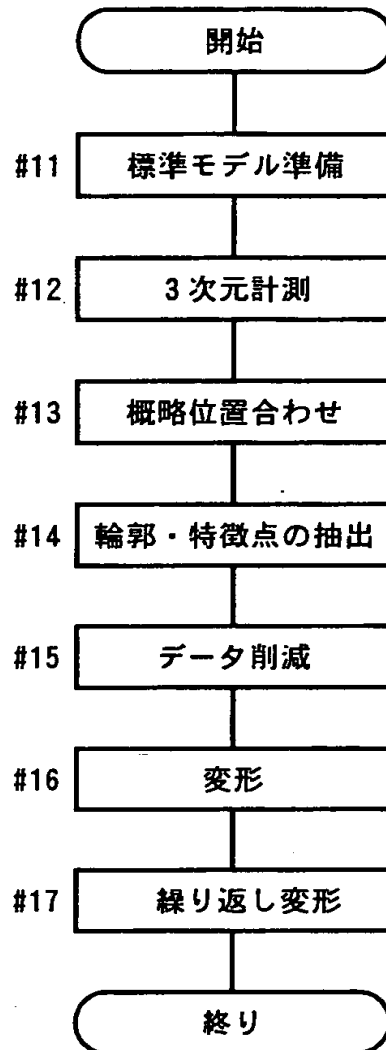 開始
#11 標準モデル準備
#12 3次元計測
#13 概略位置合わせ
#14 輪郭・特徴点の抽出
#15 データ削減
#16 変形
#17 繰り返し変形
終り